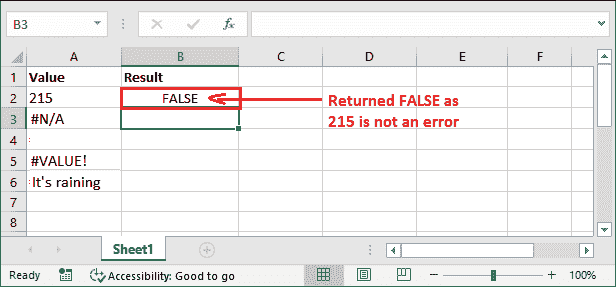 B3
fx
A B C D E F
1 Value Result
2 215 FALSE
Returned FALSE as
215 is not an error
3 #N/A
4
5 #VALUE!
6 It's raining
7
8
Sheet1
Ready Accessibility: Good to go 100%